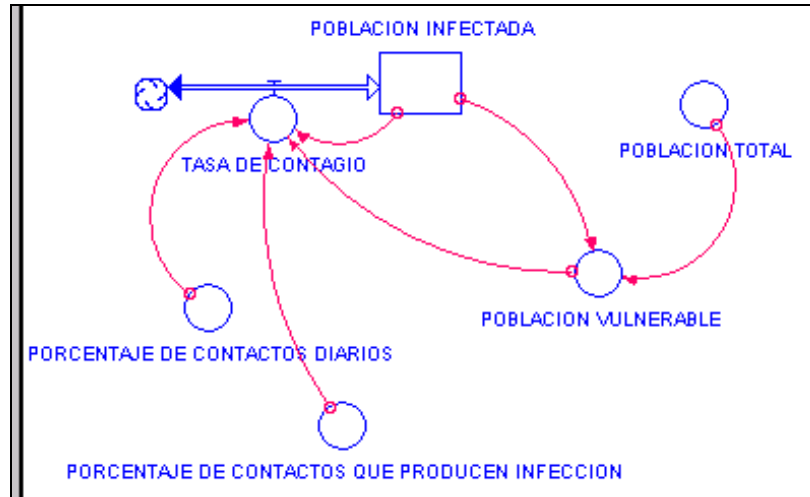 POBLACION INFECTADA
TASA DE CONTAGIO
POBLACION TOTAL
POBLACION VULNERABLE
PORCENTAJE DE CONTACTOS DIARIOS
PORCENTAJE DE CONTACTOS QUE PRODUCEN INFECCION